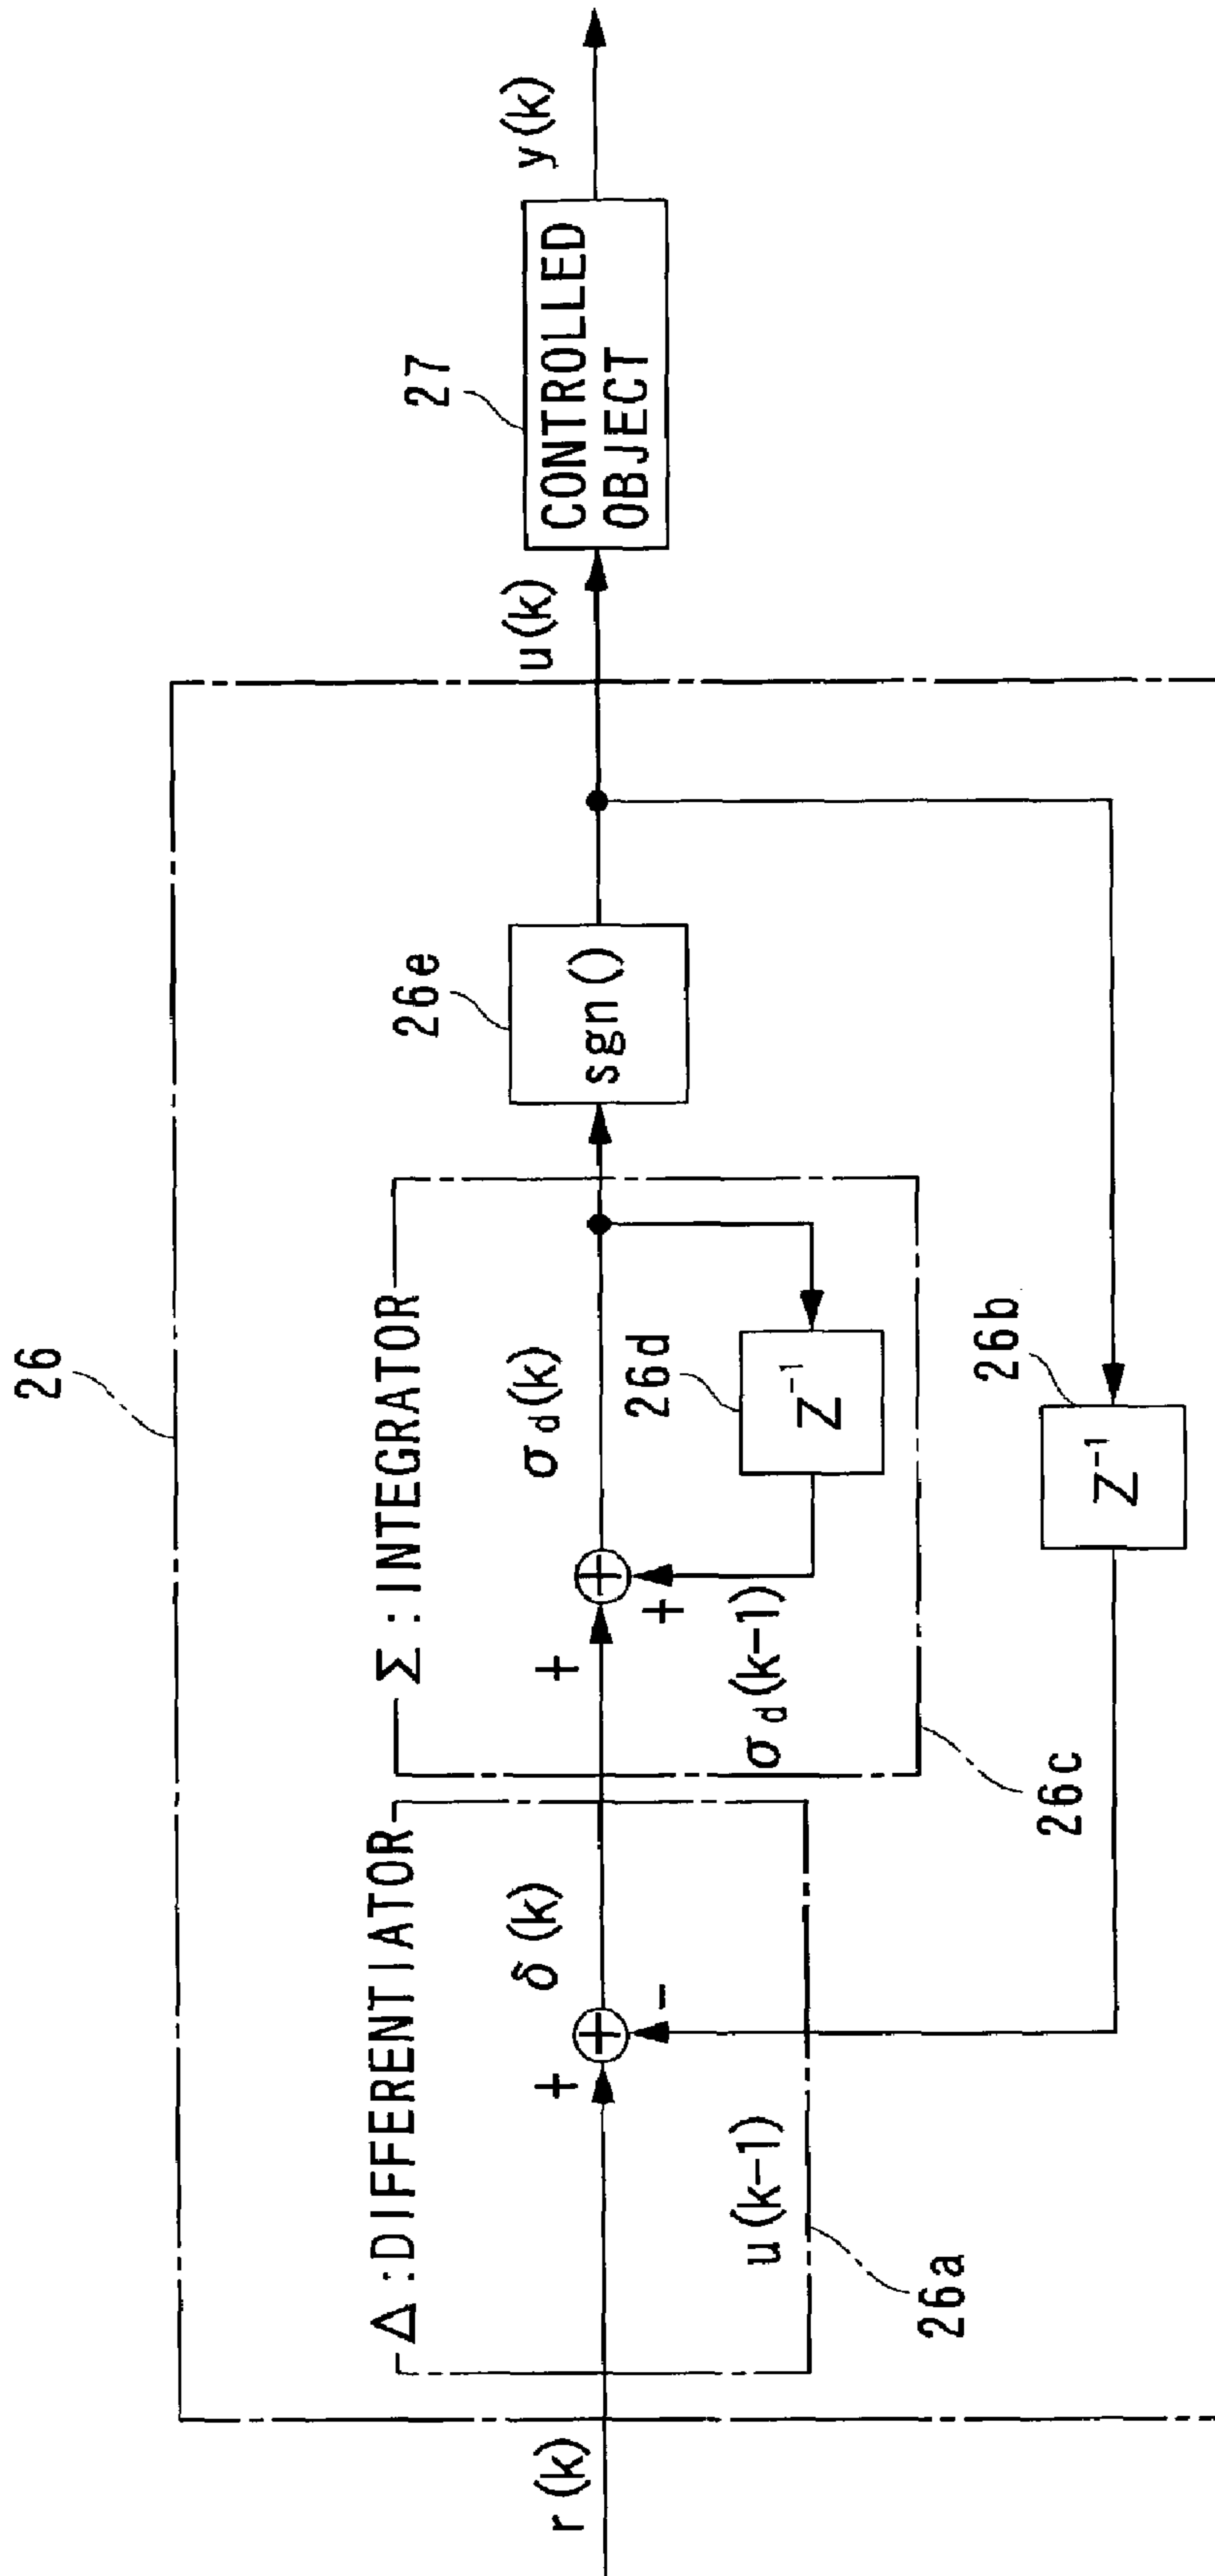 26
Δ:DIFFERENTIATOR
Σ:INTEGRATOR
26e
27
r(k)
+
δ(k)
-
u(k-1)
26a
+
σd(k)
+
σd(k-1)
26d
Z⁻¹
26c
sgn()
u(k)
CONTROLLED
OBJECT
y(k)
26b
Z⁻¹